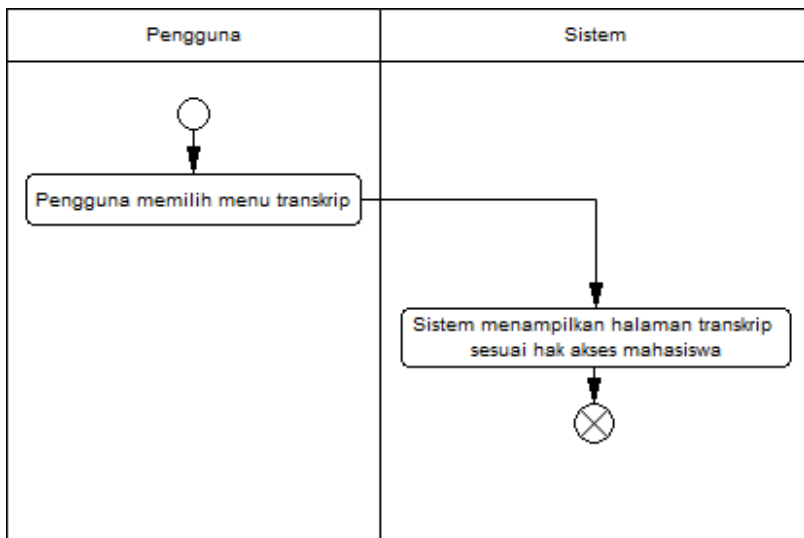 Pengguna
Sistem
Pengguna memilih menu transkrip
Sistem menampilkan halaman transkrip
sesuai hak akses mahasiswa